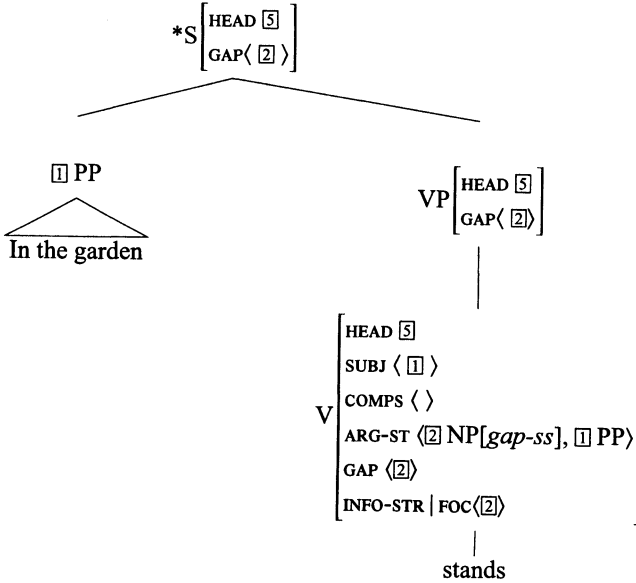 *S[HEAD [5]
GAP⟨ [2] ⟩]
[1] PP
In the garden
VP[HEAD [5]
GAP⟨ [2]⟩]
V[HEAD [5]
SUBJ ⟨ [1] ⟩
COMPS ⟨ ⟩
ARG-ST ⟨[2] NP[gap-ss], [1] PP⟩
GAP ⟨[2]⟩
INFO-STR | FOC⟨[2]⟩]
stands